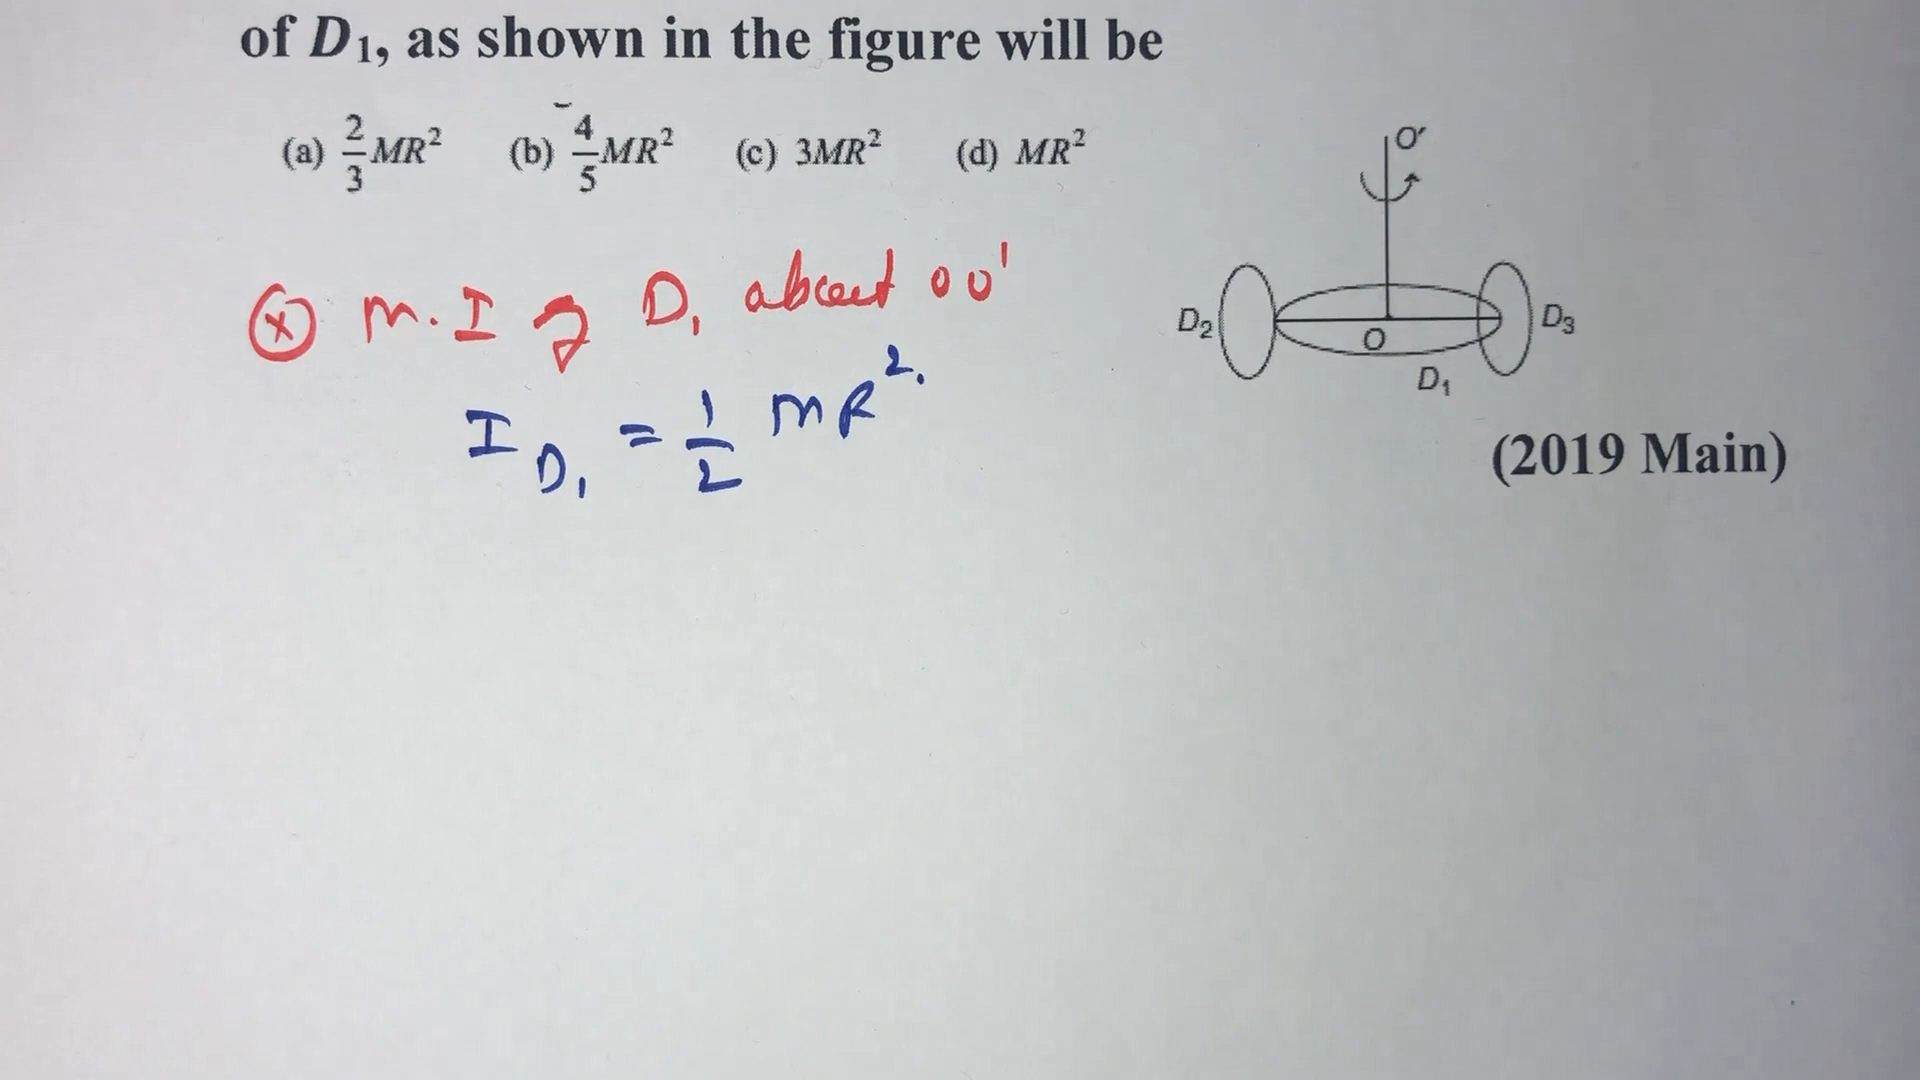 of D₁, as shown in the figure will be
(a) 2/3 MR² (b) 4/5 MR² (c) 3MR² (d) MR²
O'
D₂
O
D₃
D₁
(2019 Main)
(x) M.I of D₁ about oo'
I D₁ = 1/2 MR².